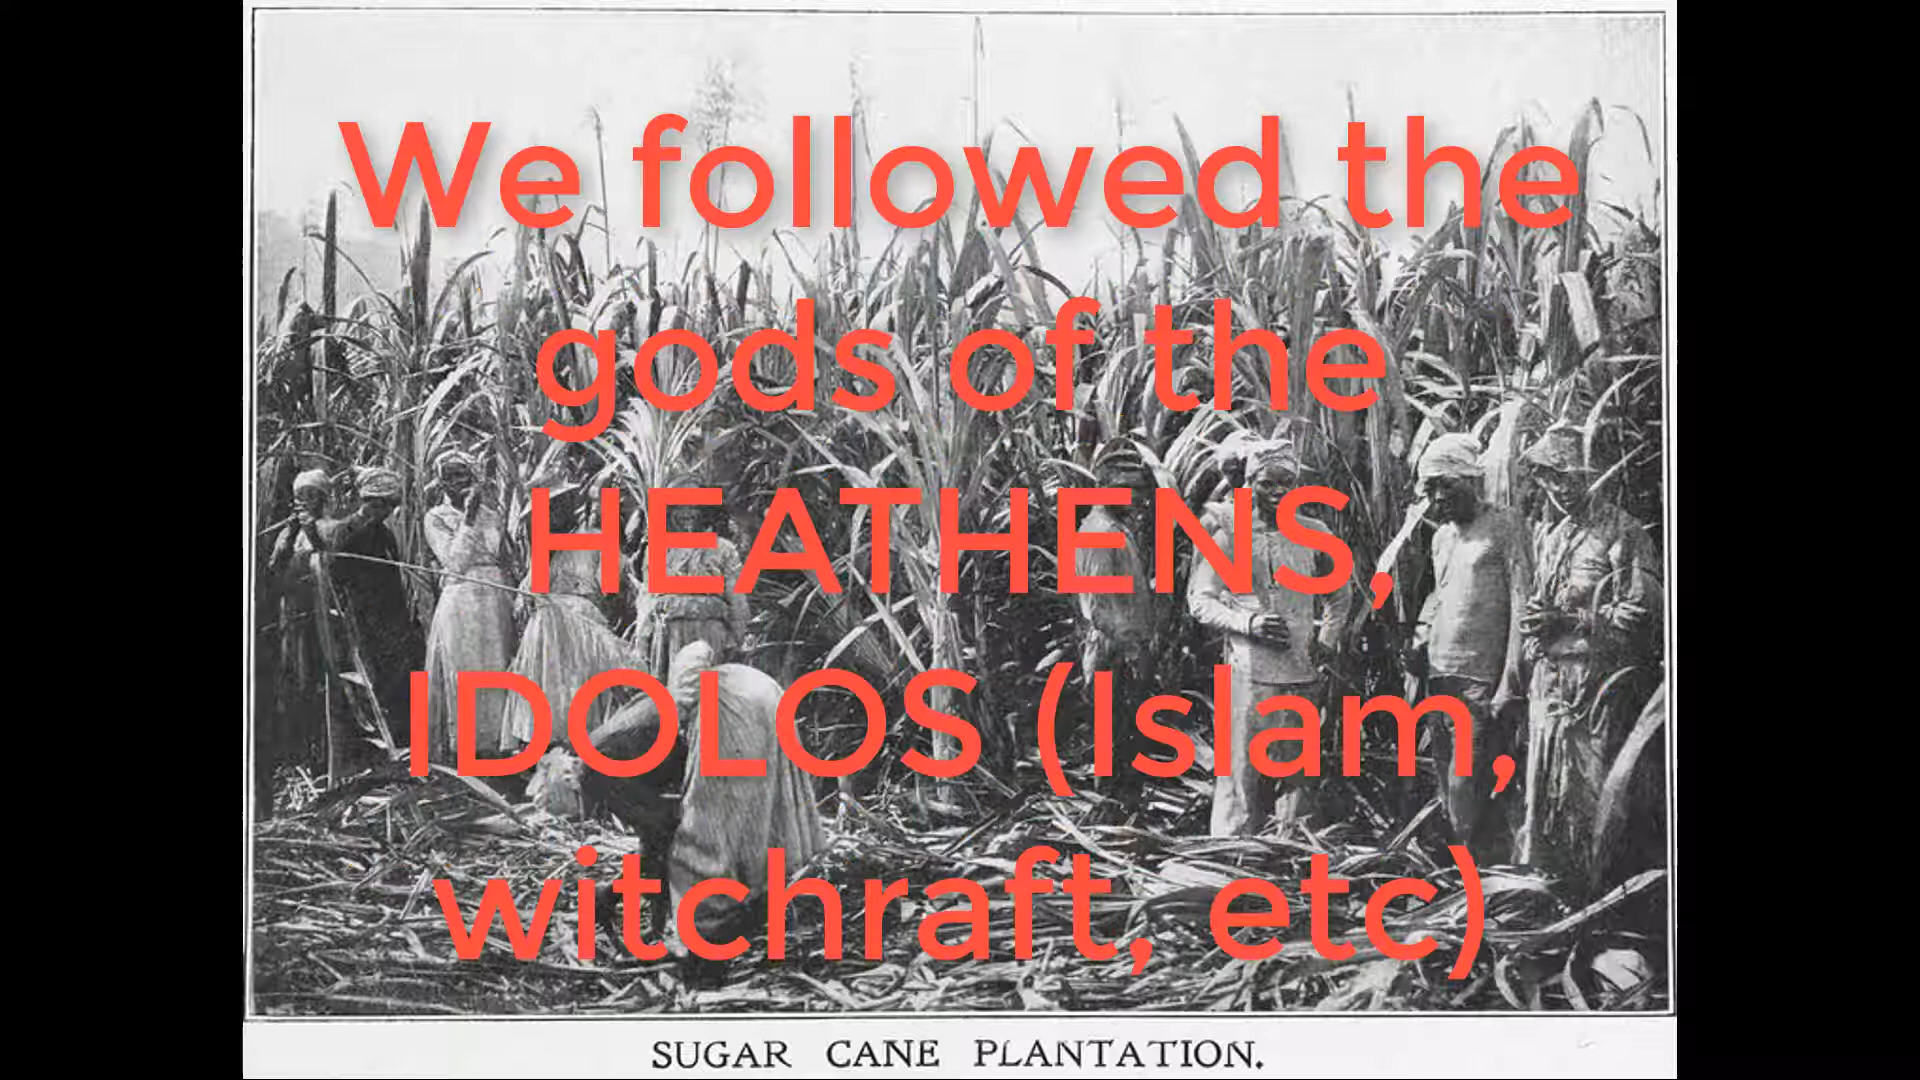 We followed the
gods of the
HEATHENS,
IDOLOS (Islam,
witchraft, etc)
SUGAR CANE PLANTATION.